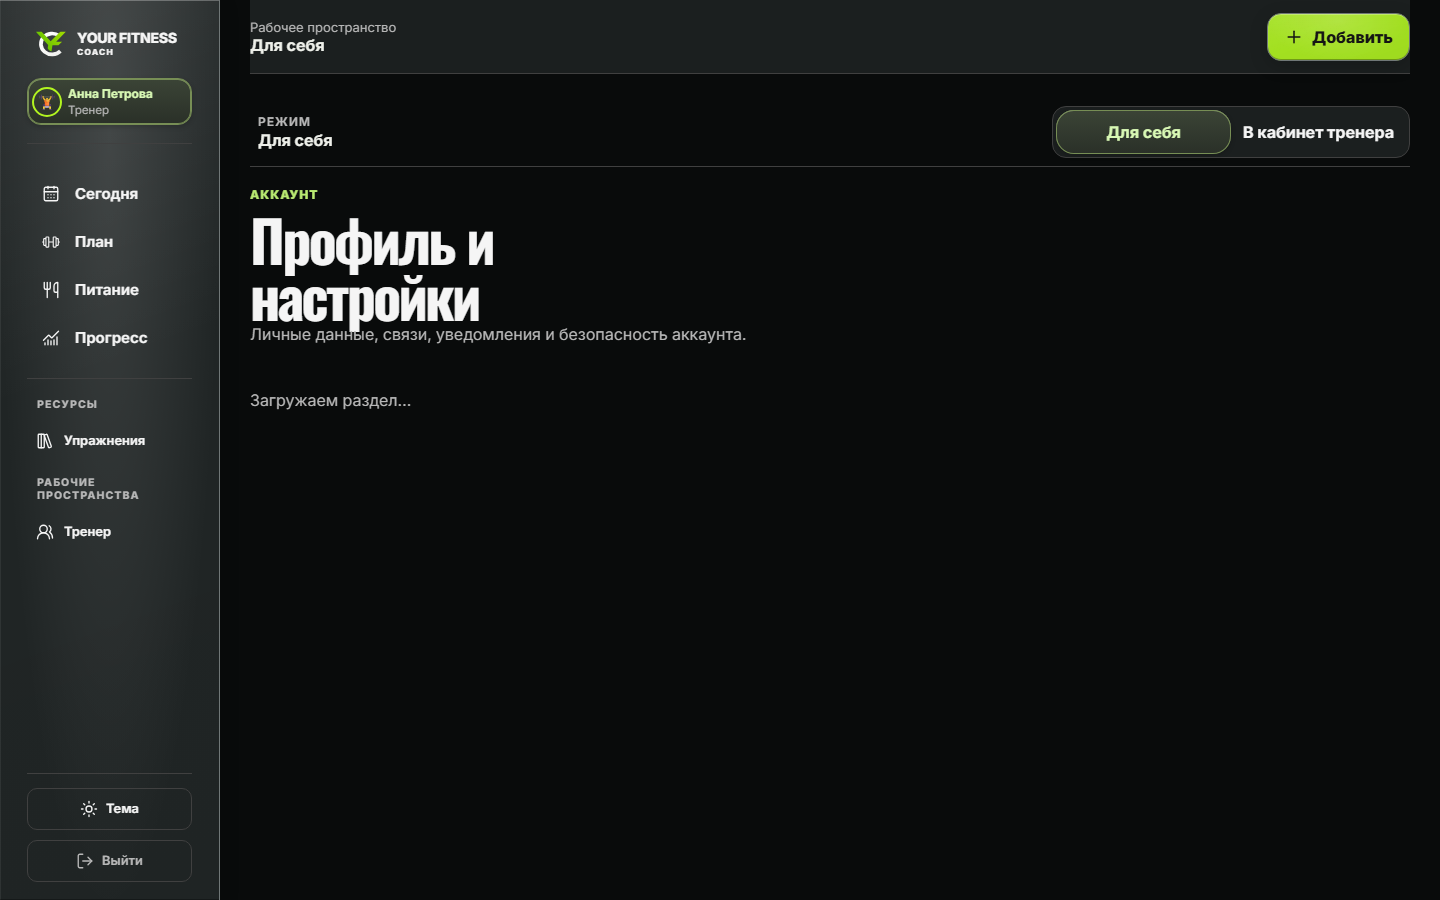 YOUR FITNESS
COACH
Анна Петрова
Тренер
Сегодня
План
Питание
Прогресс
РЕСУРСЫ
Упражнения
РАБОЧИЕ
ПРОСТРАНСТВА
Тренер
Тема
Выйти
Рабочее пространство
Для себя
Добавить
РЕЖИМ
Для себя
Для себя
В кабинет тренера
АККАУНТ
Профиль и
настройки
Личные данные, связи, уведомления и безопасность аккаунта.
Загружаем раздел...